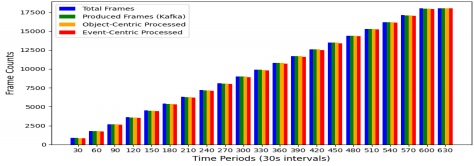 Total Frames
Produced Frames (Kafka)
Object-Centric Processed
Event-Centric Processed
Frame Counts
17500
15000
12500
10000
7500
5000
2500
0
30 60 90 120 150 180 210 240 270 300 330 360 390 420 450 480 510 540 570 600 630
Time Periods (30s intervals)